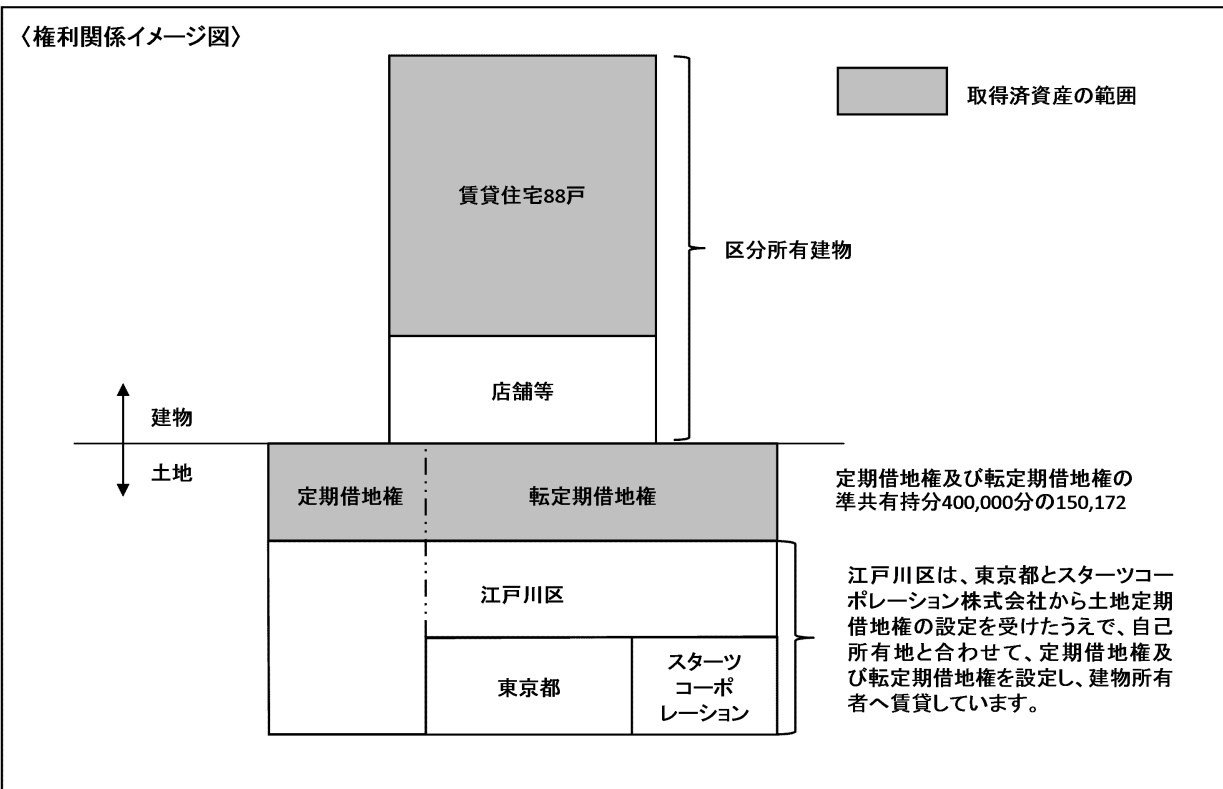 〈権利関係イメージ図〉
取得済資産の範囲
賃貸住宅88戸
区分所有建物
店舗等
建物
土地
定期借地権
転定期借地権
定期借地権及び転定期借地権の
準共有持分400,000分の150,172
江戸川区
東京都
スターツ
コーポ
レーション
江戸川区は、東京都とスターツコー
ポレーション株式会社から土地定期
借地権の設定を受けたうえで、自己
所有地と合わせて、定期借地権及
び転定期借地権を設定し、建物所有
者へ賃貸しています。